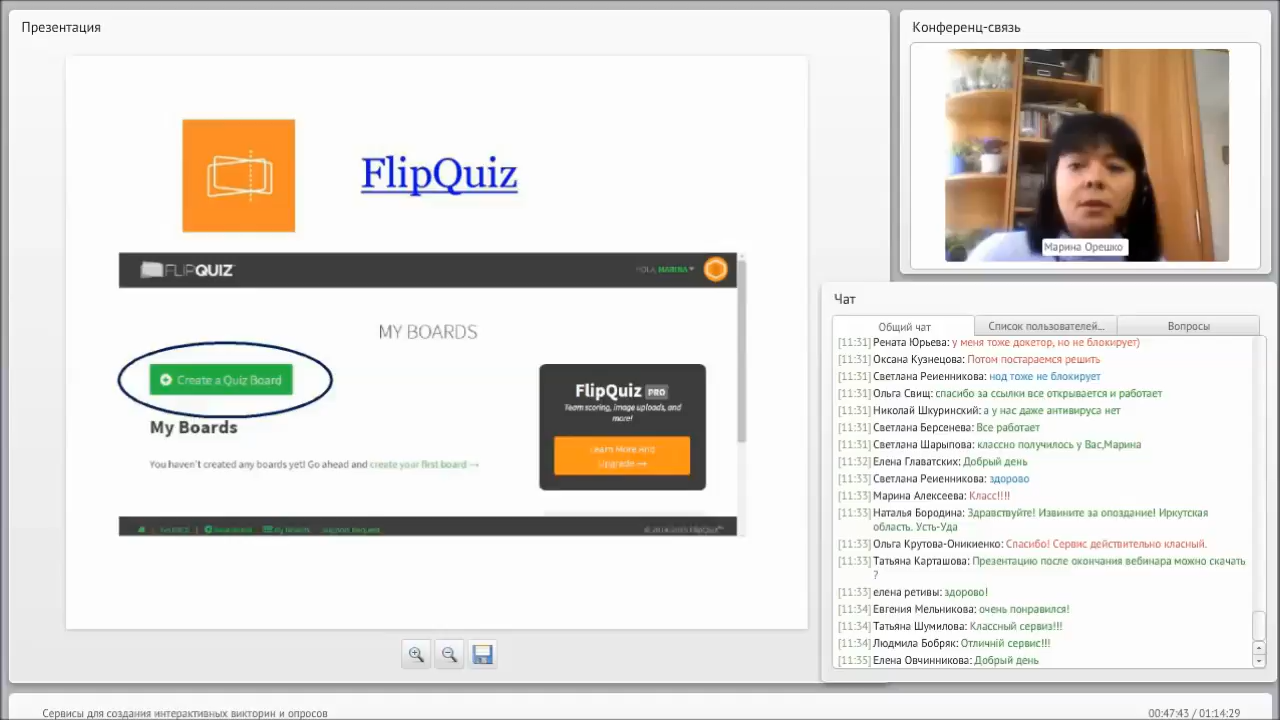 Презентация
FlipQuiz
FLIPQUIZ
HOLA, MARINA
MY BOARDS
Create a Quiz Board
My Boards
You haven't created any boards yet! Go ahead and create your first board →
FlipQuiz PRO
Team scoring, image uploads, and
more!
Learn More And
Upgrade →
Support Request
Конференц-связь
Марина Орешко
Чат
Общий чат
Список пользователей...
Вопросы
[11:31] Рената Юрьева: у меня тоже докетор, но не блокирует)
[11:31] Оксана Кузнецова: Потом постараемся решить
[11:31] Светлана Реиенникова: нод тоже не блокирует
[11:31] Ольга Свищ: спасибо за ссылки все открывается и работает
[11:31] Николай Шкуринский: а у нас даже антивируса нет
[11:31] Светлана Берсенева: Все работает
[11:31] Светлана Шарыпова: классно получилось у Вас,Марина
[11:32] Елена Главатских: Добрый день
[11:33] Светлана Реиенникова: здорово
[11:33] Марина Алексеева: Класс!!!!
[11:33] Наталья Бородина: Здравствуйте! Извините за опоздание! Иркутская
область. Усть-Уда
[11:33] Ольга Крутова-Оникиенко: Спасибо! Сервис действительно класный.
[11:33] Татьяна Карташова: Презентацию после окончания вебинара можно скачать
?
[11:33] елена ретивы: здорово!
[11:34] Евгения Мельникова: очень понравился!
[11:34] Татьяна Шумилова: Классный сервиз!!!
[11:34] Людмила Бобряк: Отличній сервис!!!
[11:35] Елена Овчинникова: Добрый день
Сервисы для создания интерактивных викторин и опросов
00:47:43 / 01:14:29